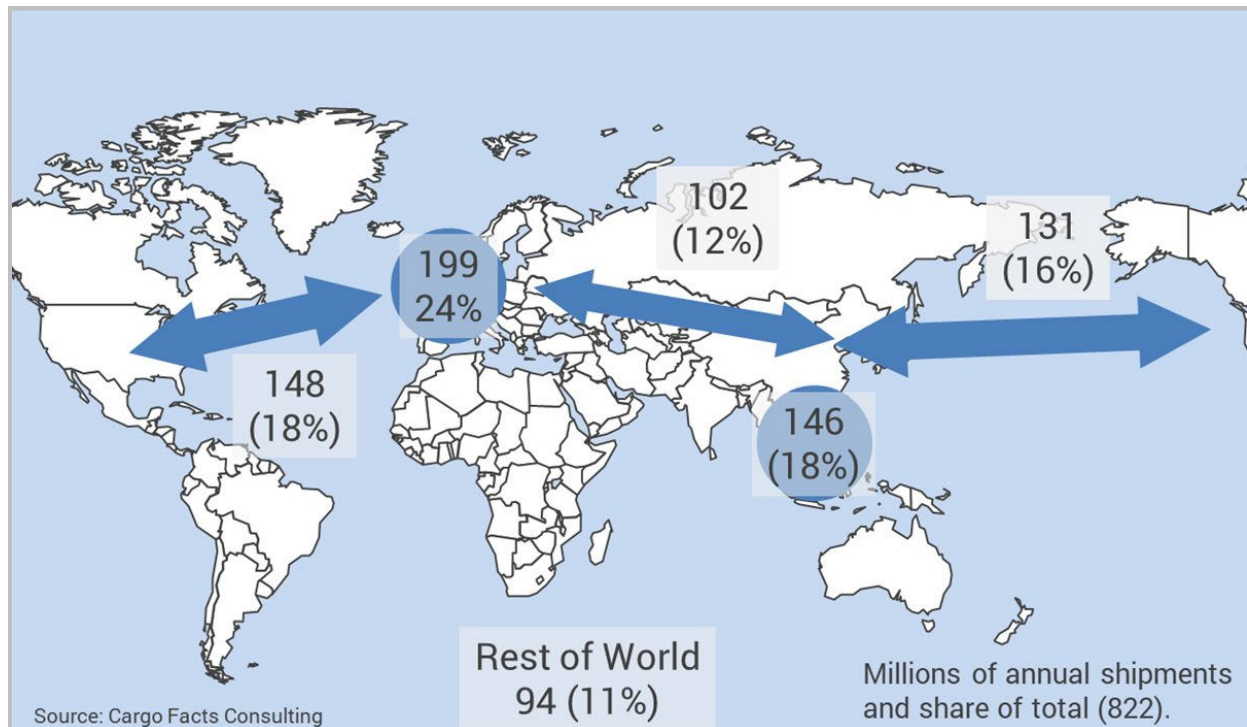 102
(12%)
131
(16%)
199
24%
148
(18%)
146
(18%)
Rest of World
94 (11%)
Millions of annual shipments
and share of total (822).
Source: Cargo Facts Consulting